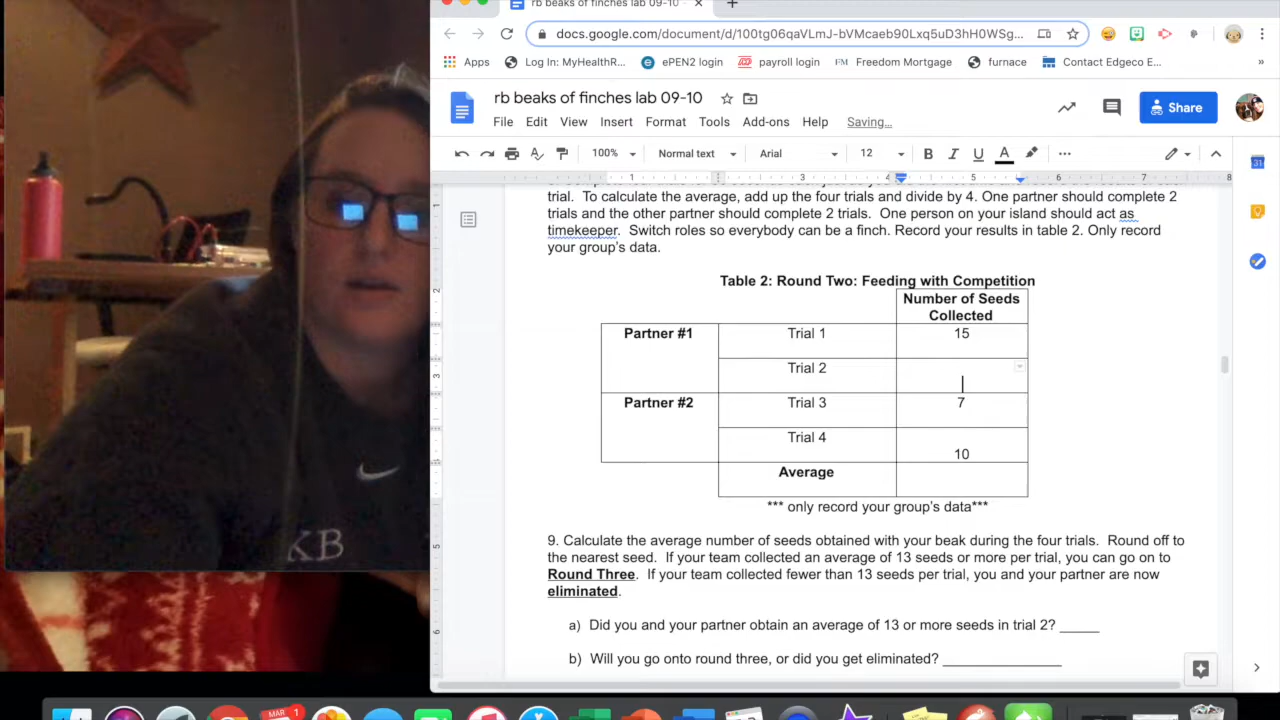 rb beaks of finches lab 09-10
docs.google.com/document/d/100tg06qaVLmJ-bVMcaeb90Lxq5uD3hH0WSg...
Apps Log In: MyHealthR... ePEN2 login payroll login FM Freedom Mortgage furnace Contact Edgeco E...
rb beaks of finches lab 09-10
Share
File Edit View Insert Format Tools Add-ons Help Saving...
100% Normal text Arial 12 B I U A
1 3 4 5 6 7 8
trial. To calculate the average, add up the four trials and divide by 4. One partner should complete 2
trials and the other partner should complete 2 trials. One person on your island should act as
timekeeper. Switch roles so everybody can be a finch. Record your results in table 2. Only record
your group's data.
Table 2: Round Two: Feeding with Competition
Number of Seeds
Collected
Partner #1 Trial 1 15
Trial 2
Partner #2 Trial 3 7
Trial 4
10
Average
*** only record your group's data***
9. Calculate the average number of seeds obtained with your beak during the four trials. Round off to
the nearest seed. If your team collected an average of 13 seeds or more per trial, you can go on to
Round Three. If your team collected fewer than 13 seeds per trial, you and your partner are now
eliminated.
a) Did you and your partner obtain an average of 13 or more seeds in trial 2? _____
b) Will you go onto round three, or did you get eliminated? _______________
KB
MAR 1